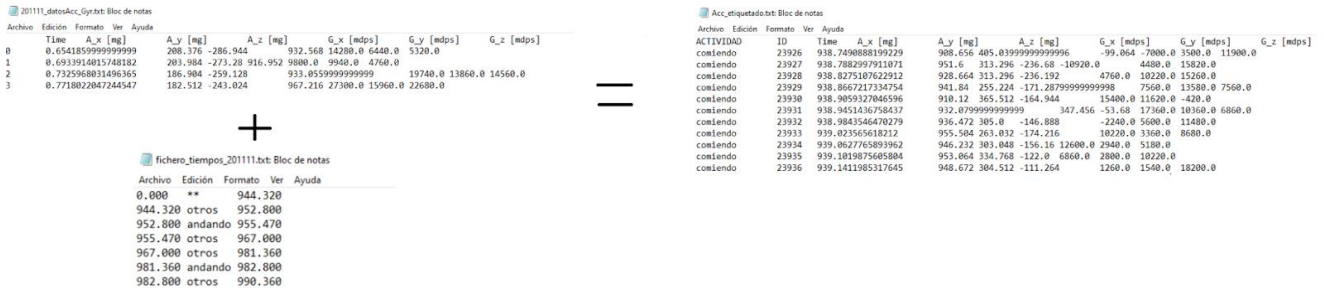 201111_datosAcc_Gyr.txt: Bloc de notas
Archivo Edición Formato Ver Ayuda
Time A_x [mg] A_y [mg] A_z [mg] G_x [mdps] G_y [mdps] G_z [mdps]
0 0.6541859999999999 208.376 -286.944 932.568 14280.0 6440.0 5320.0
1 0.6933914015748182 203.984 -273.28 916.952 9800.0 9940.0 4760.0
2 0.7325968031496365 186.904 -259.128 933.0559999999999 19740.0 13860.0 14560.0
3 0.7718022047244547 182.512 -243.024 967.216 27300.0 15960.0 22680.0
+
fichero_tiempos_201111.txt: Bloc de notas
Archivo Edición Formato Ver Ayuda
0.000 ** 944.320
944.320 otros 952.800
952.800 andando 955.470
955.470 otros 967.000
967.000 otros 981.360
981.360 andando 982.800
982.800 otros 990.360
=
Acc_etiquetado.txt: Bloc de notas
Archivo Edición Formato Ver Ayuda
ACTIVIDAD ID Time A_x [mg] A_y [mg] A_z [mg] G_x [mdps] G_y [mdps] G_z [mdps]
comiendo 23926 938.7490888199229 908.656 405.03999999999996 -99.064 -7000.0 3500.0 11900.0
comiendo 23927 938.7882997911071 951.6 313.296 -236.68 -10920.0 4480.0 15820.0
comiendo 23928 938.8275107622912 928.664 313.296 -236.192 4760.0 10220.0 15260.0
comiendo 23929 938.8667217334754 941.84 255.224 -171.28799999999998 7560.0 13580.0 7560.0
comiendo 23930 938.9059327046596 910.12 365.512 -164.944 15400.0 11620.0 -420.0
comiendo 23931 938.9451436758437 932.0799999999999 347.456 -53.68 17360.0 10360.0 6860.0
comiendo 23932 938.9843546470279 936.472 305.0 -146.888 -2240.0 5600.0 11480.0
comiendo 23933 939.023565618212 955.504 263.032 -174.216 10220.0 3360.0 8680.0
comiendo 23934 939.0627765893962 946.232 303.048 -156.16 12600.0 2940.0 5180.0
comiendo 23935 939.1019875605804 953.064 334.768 -122.0 6860.0 2800.0 10220.0
comiendo 23936 939.1411985317645 948.672 304.512 -111.264 1260.0 1540.0 18200.0